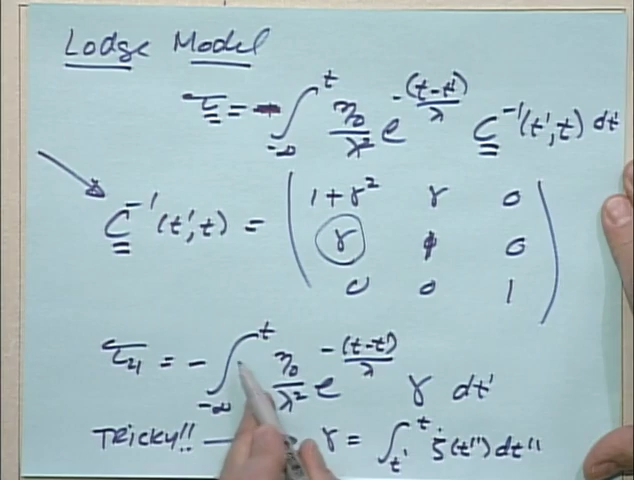 Lodge Model
τ = - ∫_{-∞}^{t} η₀/λ² e^{-(t-t')/λ} C⁻¹(t',t) dt'
C⁻¹(t',t) = ( 1+γ² γ 0
γ 1 0
0 0 1 )
τ₂₁ = - ∫_{-∞}^{t} η₀/λ² e^{-(t-t')/λ} γ dt'
TRICKY!! — γ = ∫_{t'}^{t} ς̇(t'')dt''